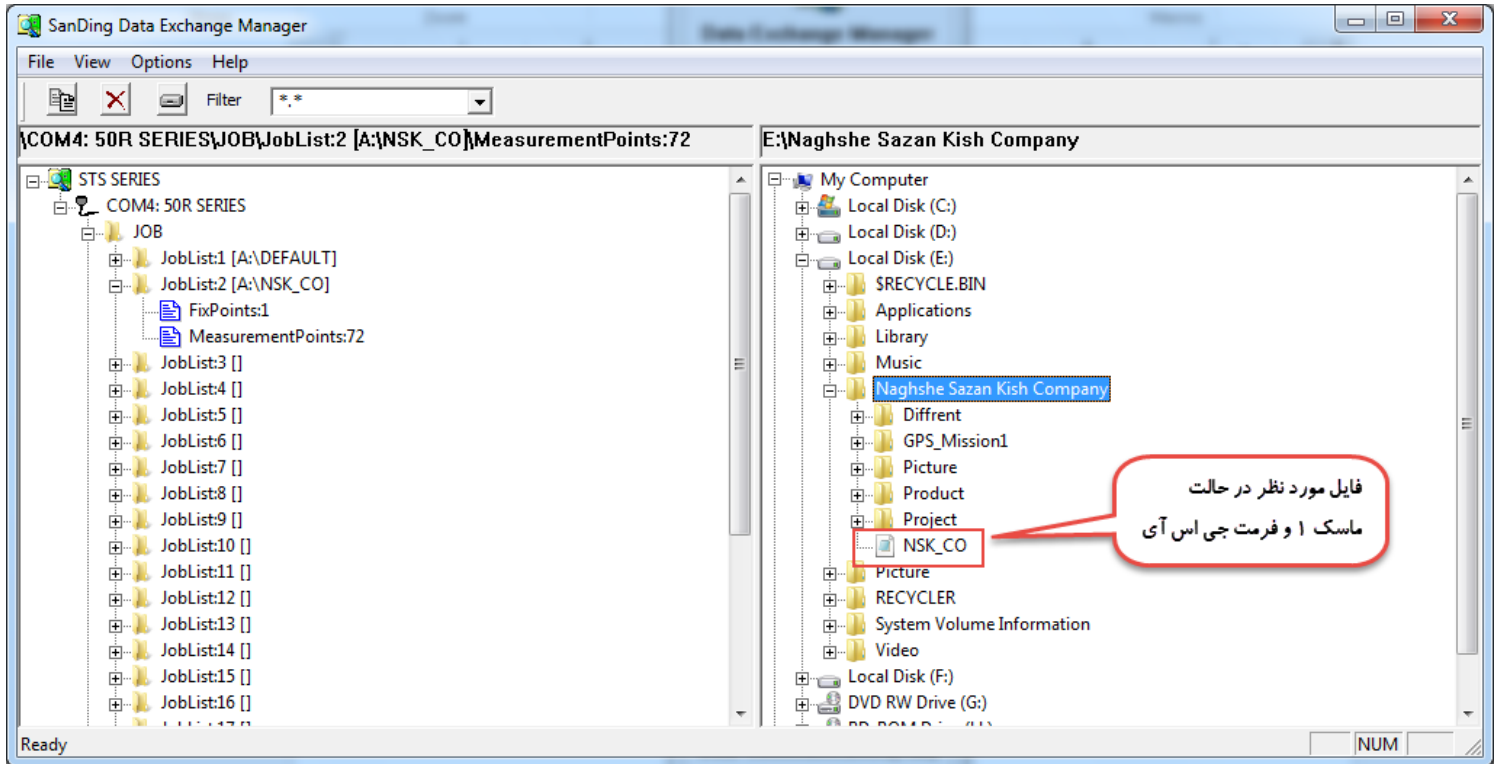 SanDing Data Exchange Manager
File View Options Help
Filter *.*
\COM4: 50R SERIES\JOB\JobList:2 [A:\NSK_CO]\MeasurementPoints:72
E:\Naghshe Sazan Kish Company
STS SERIES
COM4: 50R SERIES
JOB
JobList:1 [A:\DEFAULT]
JobList:2 [A:\NSK_CO]
FixPoints:1
MeasurementPoints:72
JobList:3 []
JobList:4 []
JobList:5 []
JobList:6 []
JobList:7 []
JobList:8 []
JobList:9 []
JobList:10 []
JobList:11 []
JobList:12 []
JobList:13 []
JobList:14 []
JobList:15 []
JobList:16 []
My Computer
Local Disk (C:)
Local Disk (D:)
Local Disk (E:)
$RECYCLE.BIN
Applications
Library
Music
Naghshe Sazan Kish Company
Diffrent
GPS_Mission1
Picture
Product
Project
NSK_CO
Picture
RECYCLER
System Volume Information
Video
Local Disk (F:)
DVD RW Drive (G:)
فایل مورد نظر در حالت
ماسک ۱ و فرمت جی اس آی
Ready
NUM